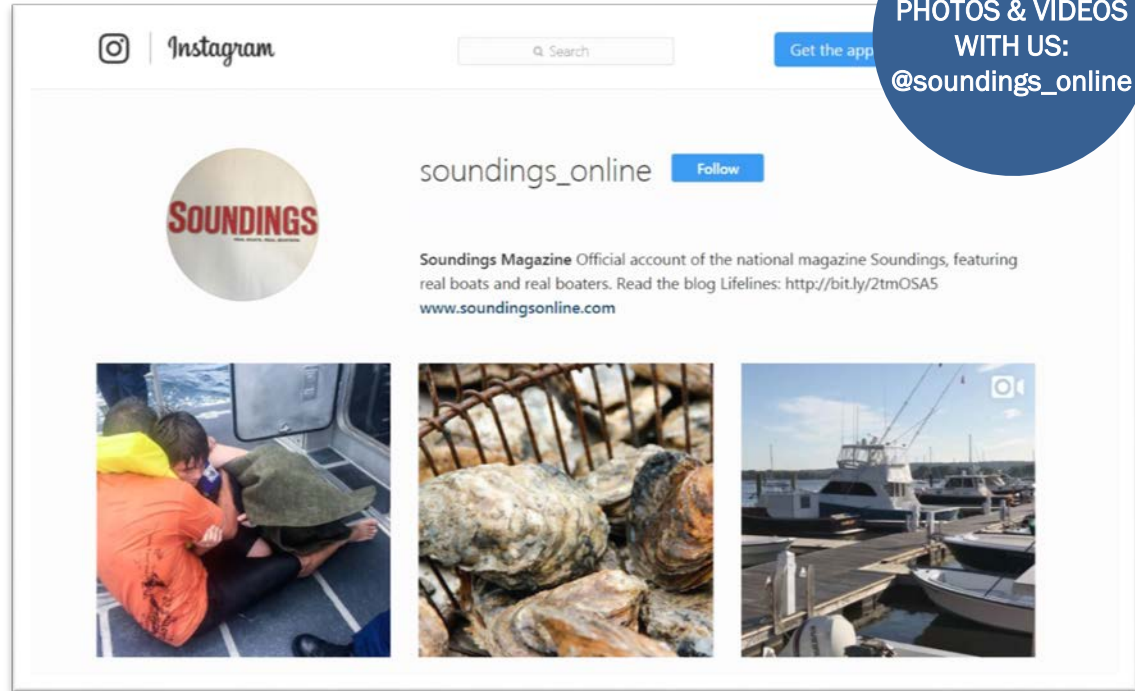 PHOTOS & VIDEOS
WITH US:
@soundings_online
Instagram
Search
Get the app
soundings_online
Follow
SOUNDINGS
Soundings Magazine Official account of the national magazine Soundings, featuring
real boats and real boaters. Read the blog Lifelines: http://bit.ly/2tmOSA5
www.soundingsonline.com